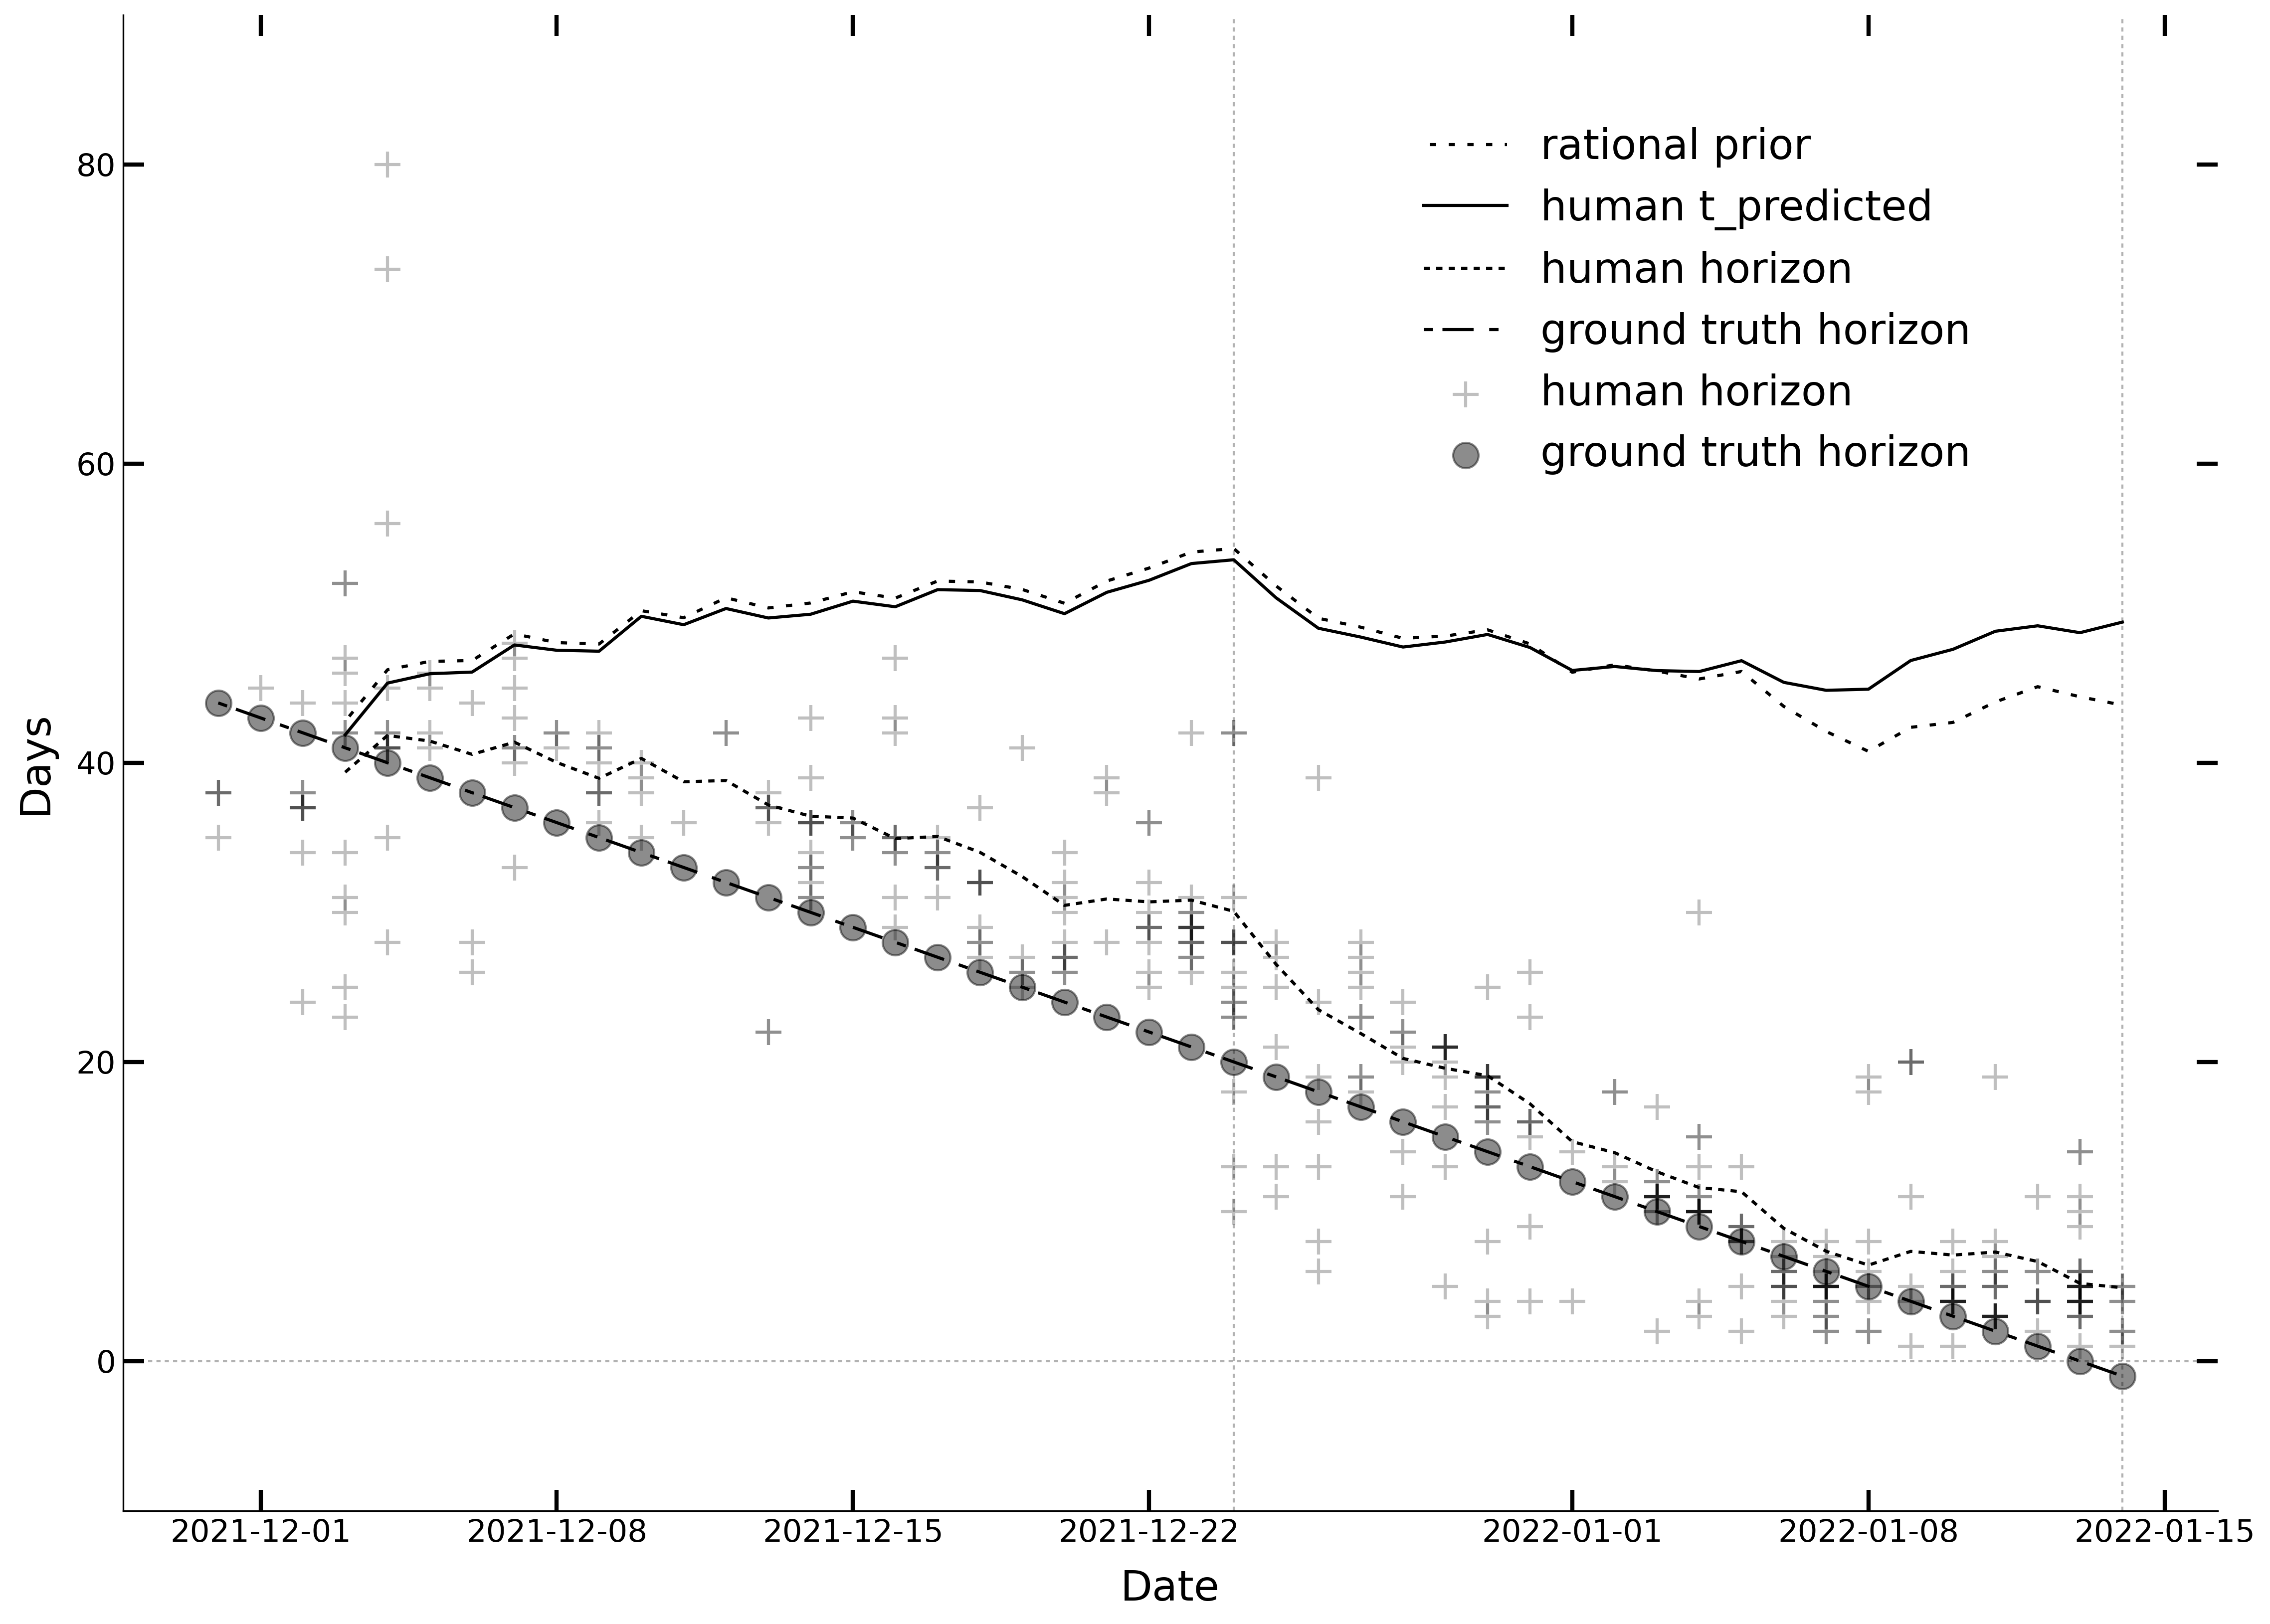 rational prior
human t_predicted
human horizon
ground truth horizon
human horizon
ground truth horizon
80
60
40
20
0
Days
2021-12-01 2021-12-08 2021-12-15 2021-12-22 2022-01-01 2022-01-08 2022-01-15
Date